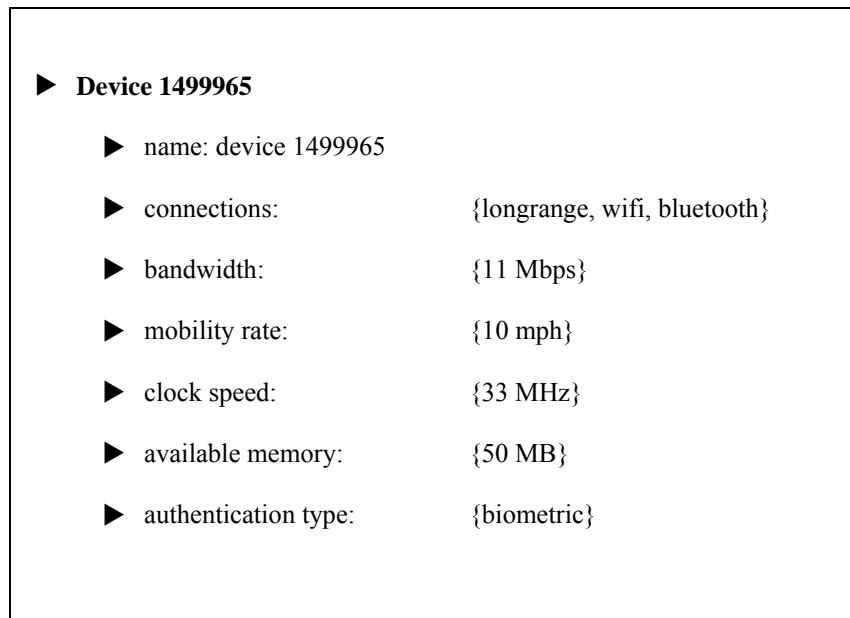 ▶ Device 1499965
▶ name: device 1499965
▶ connections: {longrange, wifi, bluetooth}
▶ bandwidth: {11 Mbps}
▶ mobility rate: {10 mph}
▶ clock speed: {33 MHz}
▶ available memory: {50 MB}
▶ authentication type: {biometric}